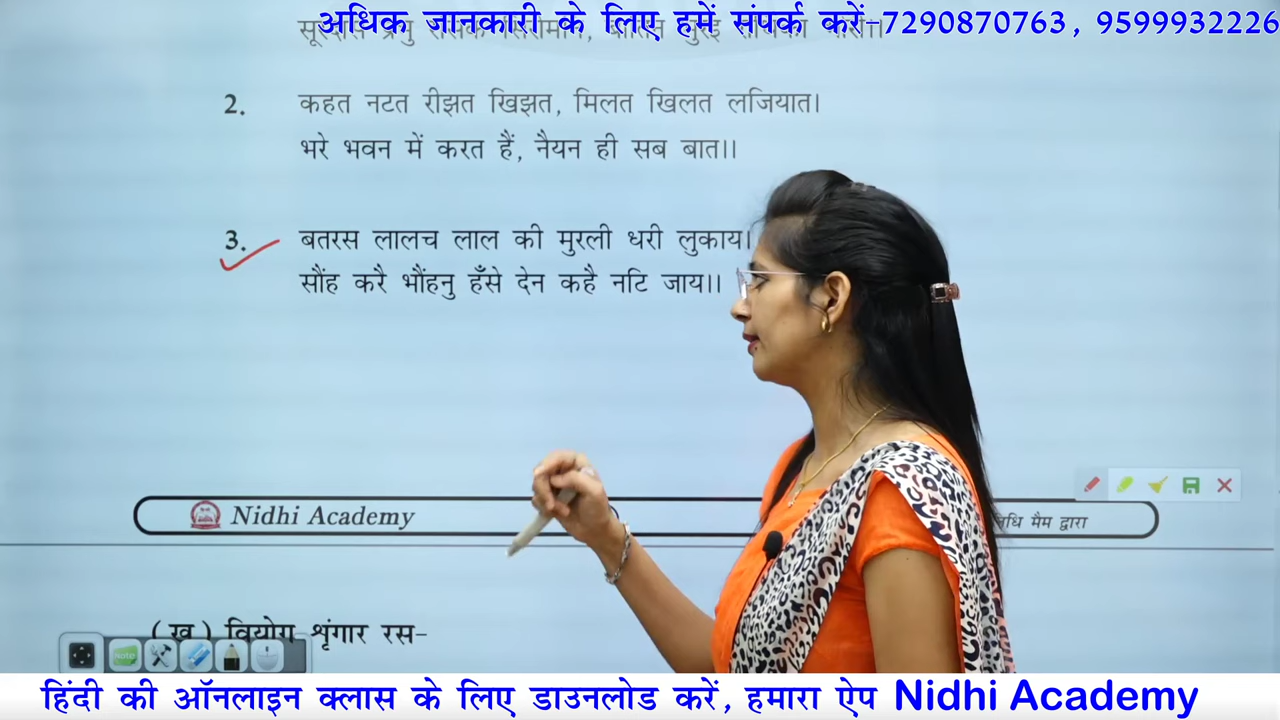 अधिक जानकारी के लिए हमें संपर्क करें-7290870763, 9599932226
2. कहत नटत रीझत खिझत, मिलत खिलत लजियात।
भरे भवन में करत हैं, नैयन ही सब बात।।
3. बतरस लालच लाल की मुरली धरी लुकाय।
सौंह करै भौंहनु हँसे देन कहै नटि जाय।।
Nidhi Academy
मैम द्वारा
(ख) वियोग शृंगार रस-
Note
हिंदी की ऑनलाइन क्लास के लिए डाउनलोड करें, हमारा ऐप Nidhi Academy